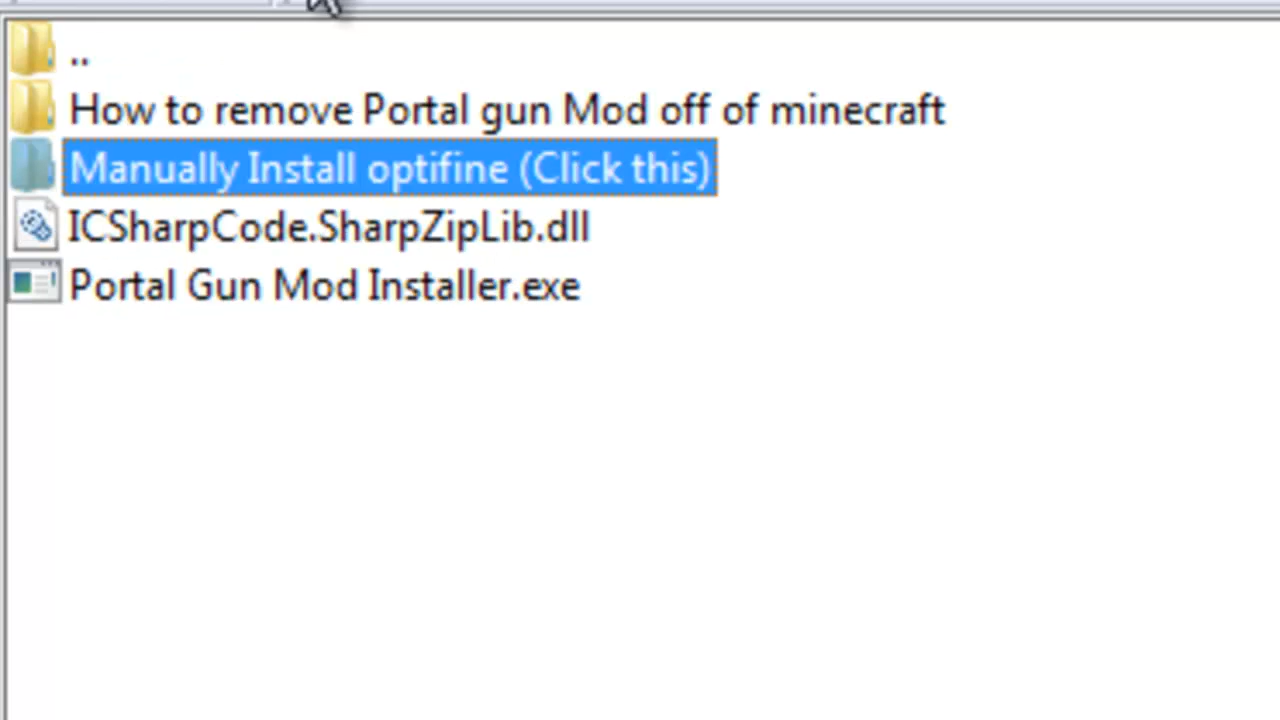 ..
How to remove Portal gun Mod off of minecraft
Manually Install optifine (Click this)
ICSharpCode.SharpZipLib.dll
Portal Gun Mod Installer.exe